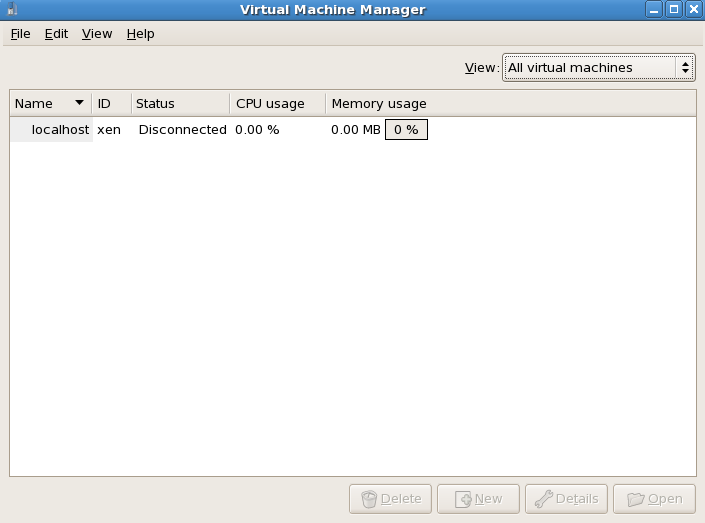 Virtual Machine Manager
File Edit View Help
View: All virtual machines
Name ID Status CPU usage Memory usage
localhost xen Disconnected 0.00 % 0.00 MB 0 %
Delete New Details Open